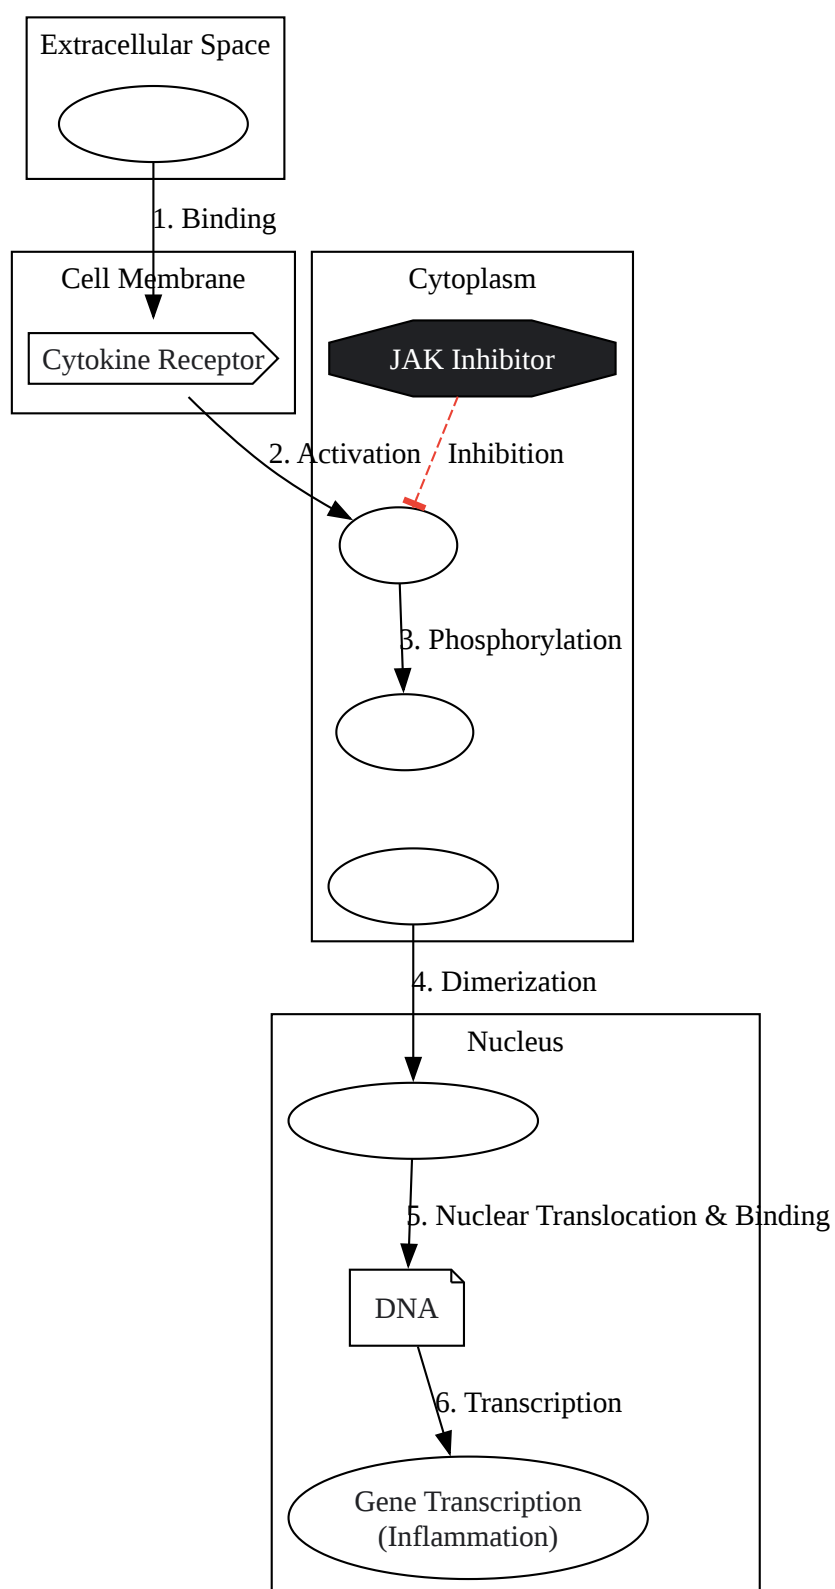 Extracellular Space
1. Binding
Cell Membrane
Cytokine Receptor
Cytoplasm
JAK Inhibitor
2. Activation
Inhibition
3. Phosphorylation
4. Dimerization
Nucleus
5. Nuclear Translocation & Binding
DNA
6. Transcription
Gene Transcription
(Inflammation)